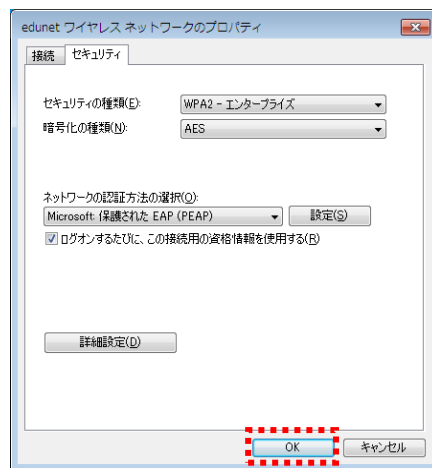 edunet ワイヤレス ネットワークのプロパティ
接続 セキュリティ
セキュリティの種類(E): WPA2 - エンタープライズ
暗号化の種類(N): AES
ネットワークの認証方法の選択(O):
Microsoft: 保護された EAP (PEAP) 設定(S)
ログオンするたびに、この接続用の資格情報を使用する(R)
詳細設定(D)
OK キャンセル